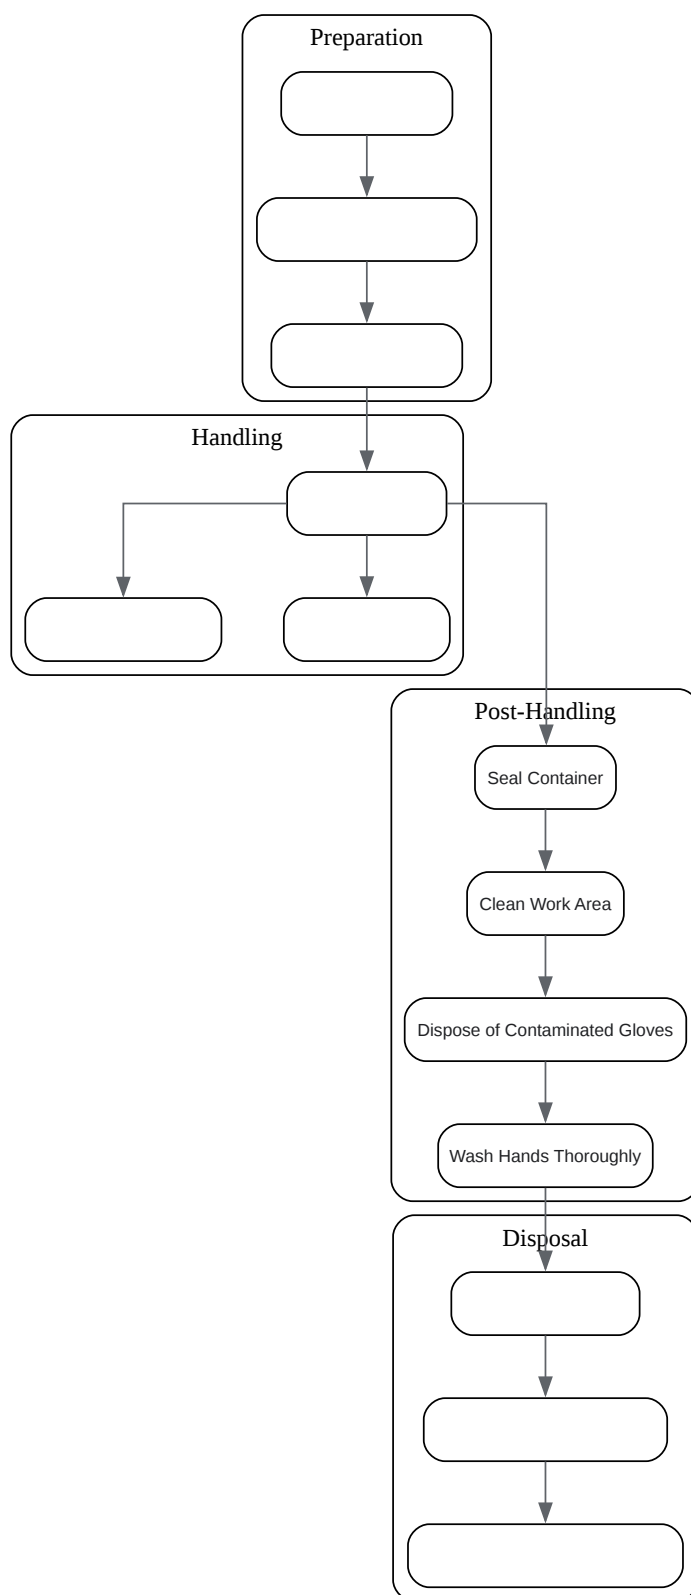 Preparation
Handling
Post-Handling
Seal Container
Clean Work Area
Dispose of Contaminated Gloves
Wash Hands Thoroughly
Disposal